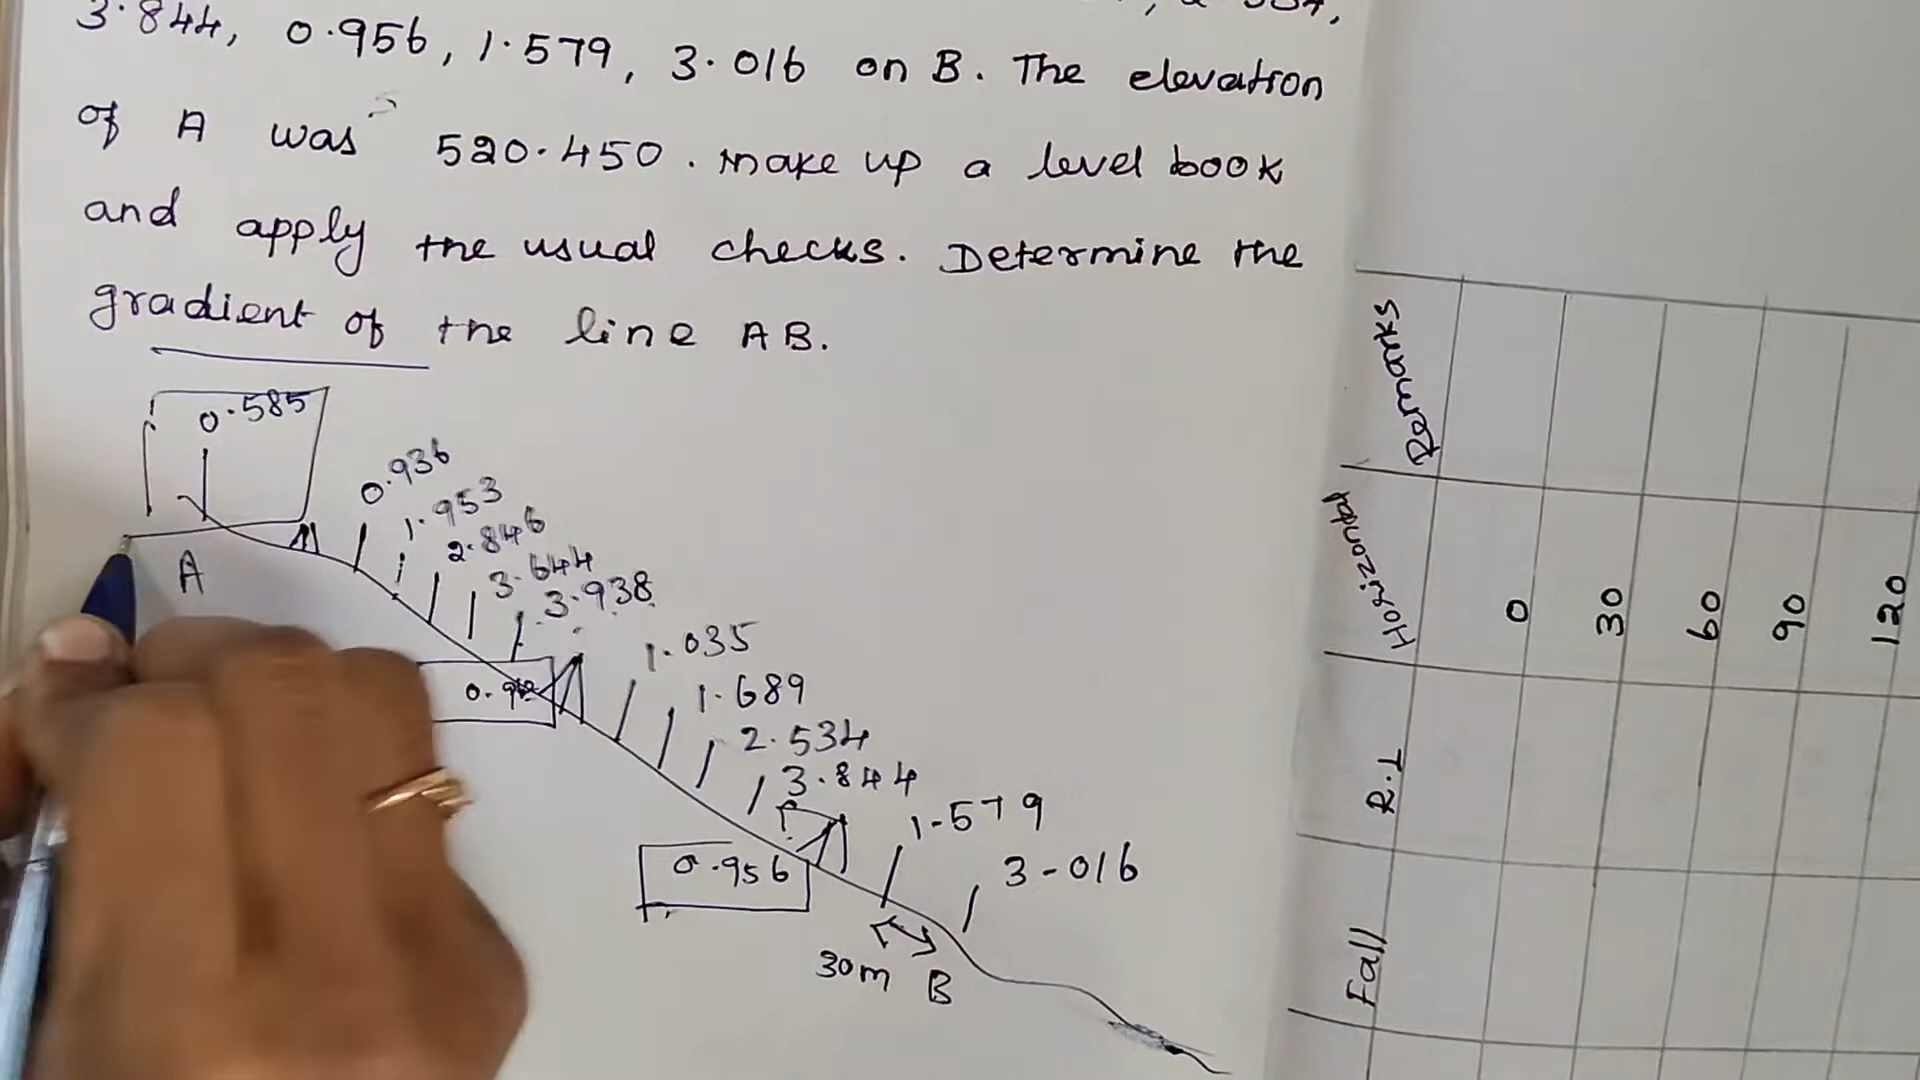 3.844, 0.956, 1.579, 3.016 on B. The elevation
of A was 520.450. Make up a level book
and apply the usual checks. Determine the
gradient of the line AB.
0.585
0.936
1.953
2.846
3.644
3.938
A
1.035
1.689
2.534
3.844
0.956
1-579
3-016
30m B
Remarks
Horizontal
0
30
60
90
120
R.L
Fall